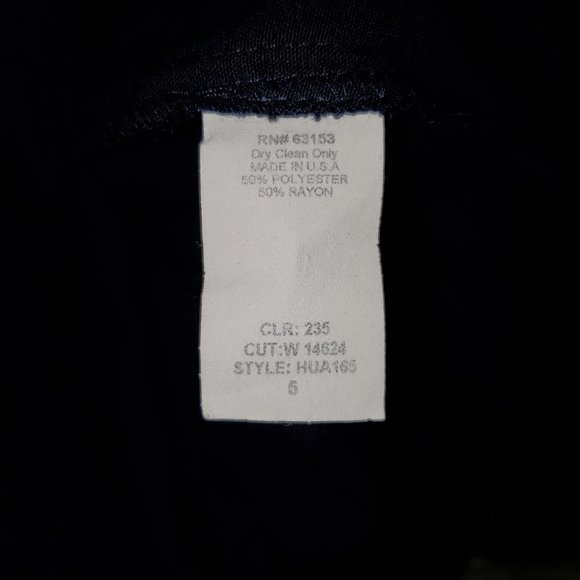 RN# 63153
Dry Clean Only
MADE IN U.S.A
50% POLYESTER
50% RAYON
CLR: 235
CUT:W 14624
STYLE: HUA165
5